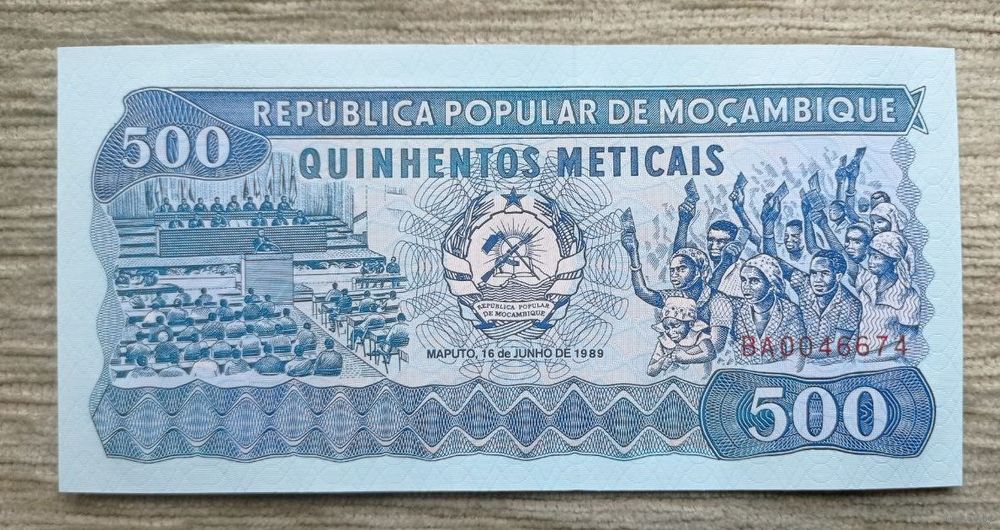 REPÚBLICA POPULAR DE MOÇAMBIQUE
500
QUINHENTOS METICAIS
REPÚBLICA POPULAR
DE MOÇAMBIQUE
MAPUTO, 16 de JUNHO DE 1989
BA0046674
500